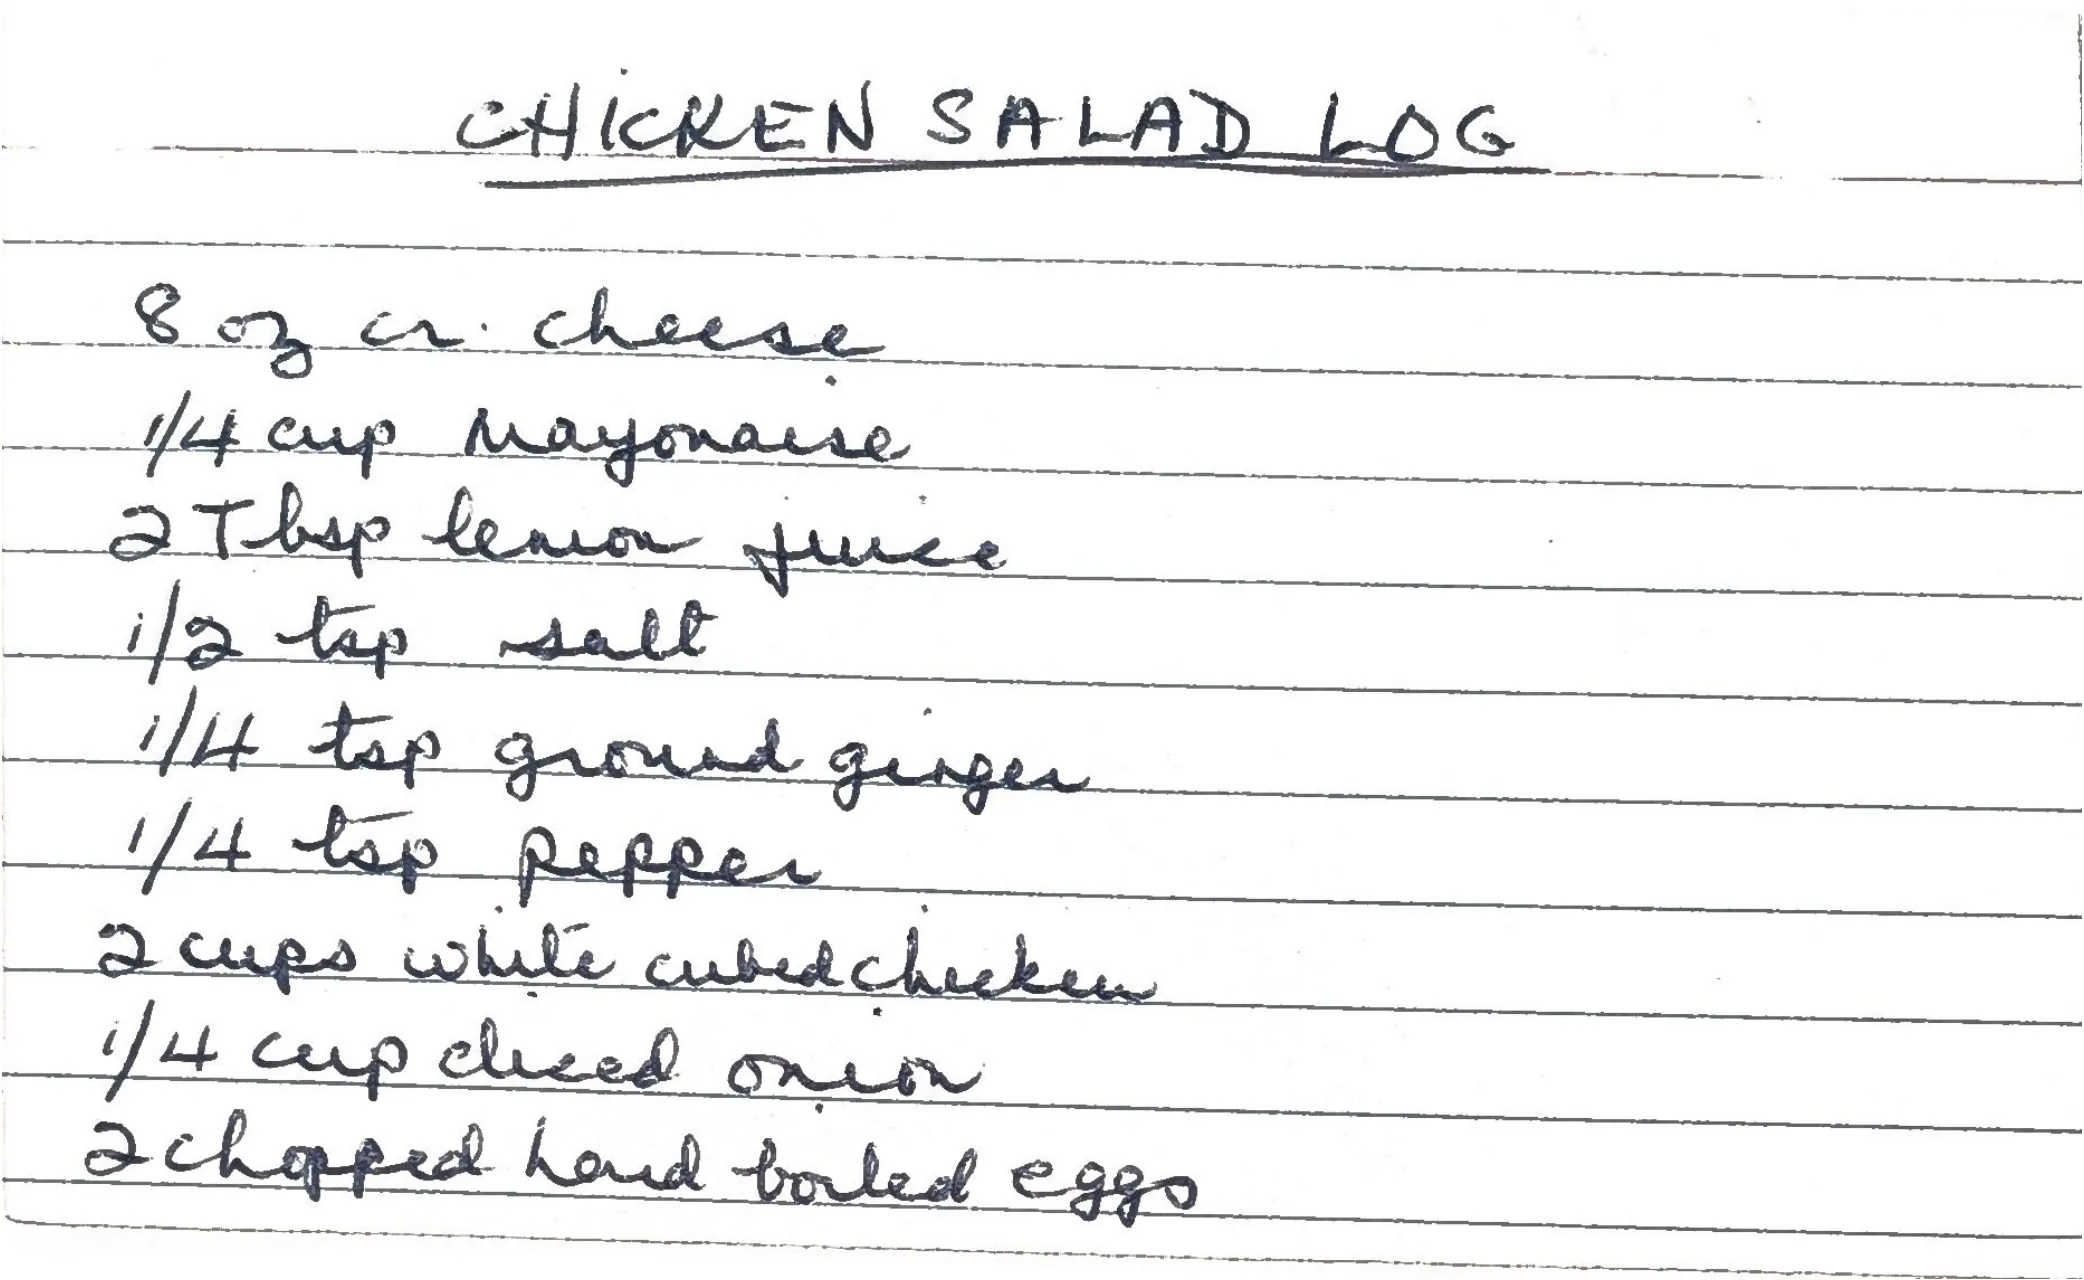 CHICKEN SALAD LOG
8 oz cr. cheese
1/4 cup mayonaise
2 Tbsp lemon juice
1/2 tsp salt
1/4 tsp ground ginger
1/4 tsp pepper
2 cups white cubed chicken
1/4 cup diced onion
2 chopped hard boiled eggs